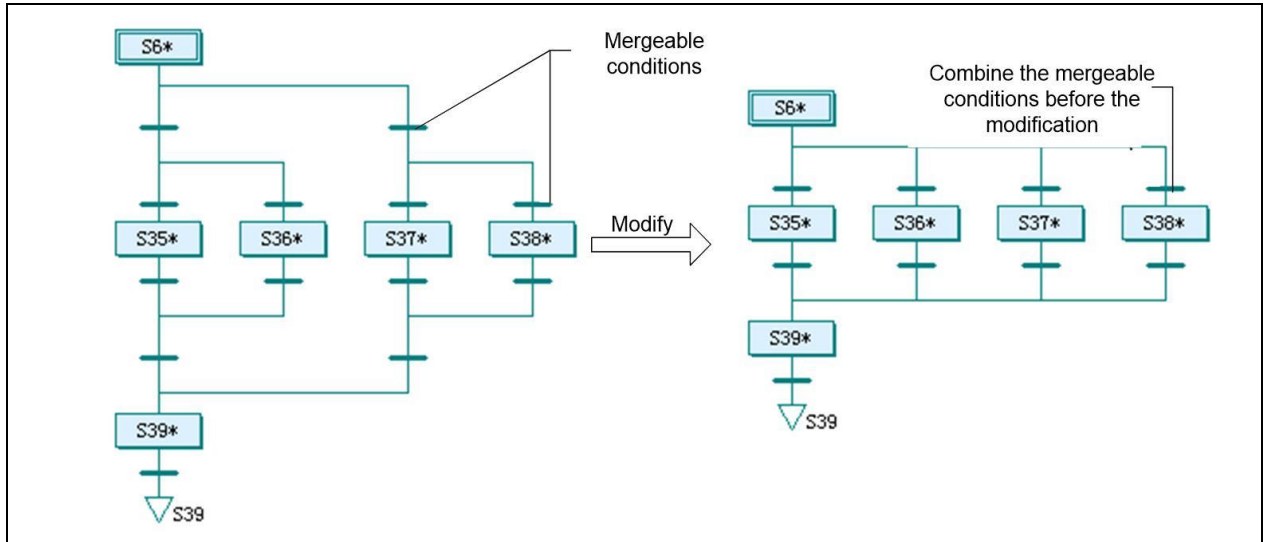 S6*
Mergeable
conditions
S35*
S36*
S37*
S38*
S39*
S39
Modify
Combine the mergeable
conditions before the
modification
S6*
S35*
S36*
S37*
S38*
S39*
S39